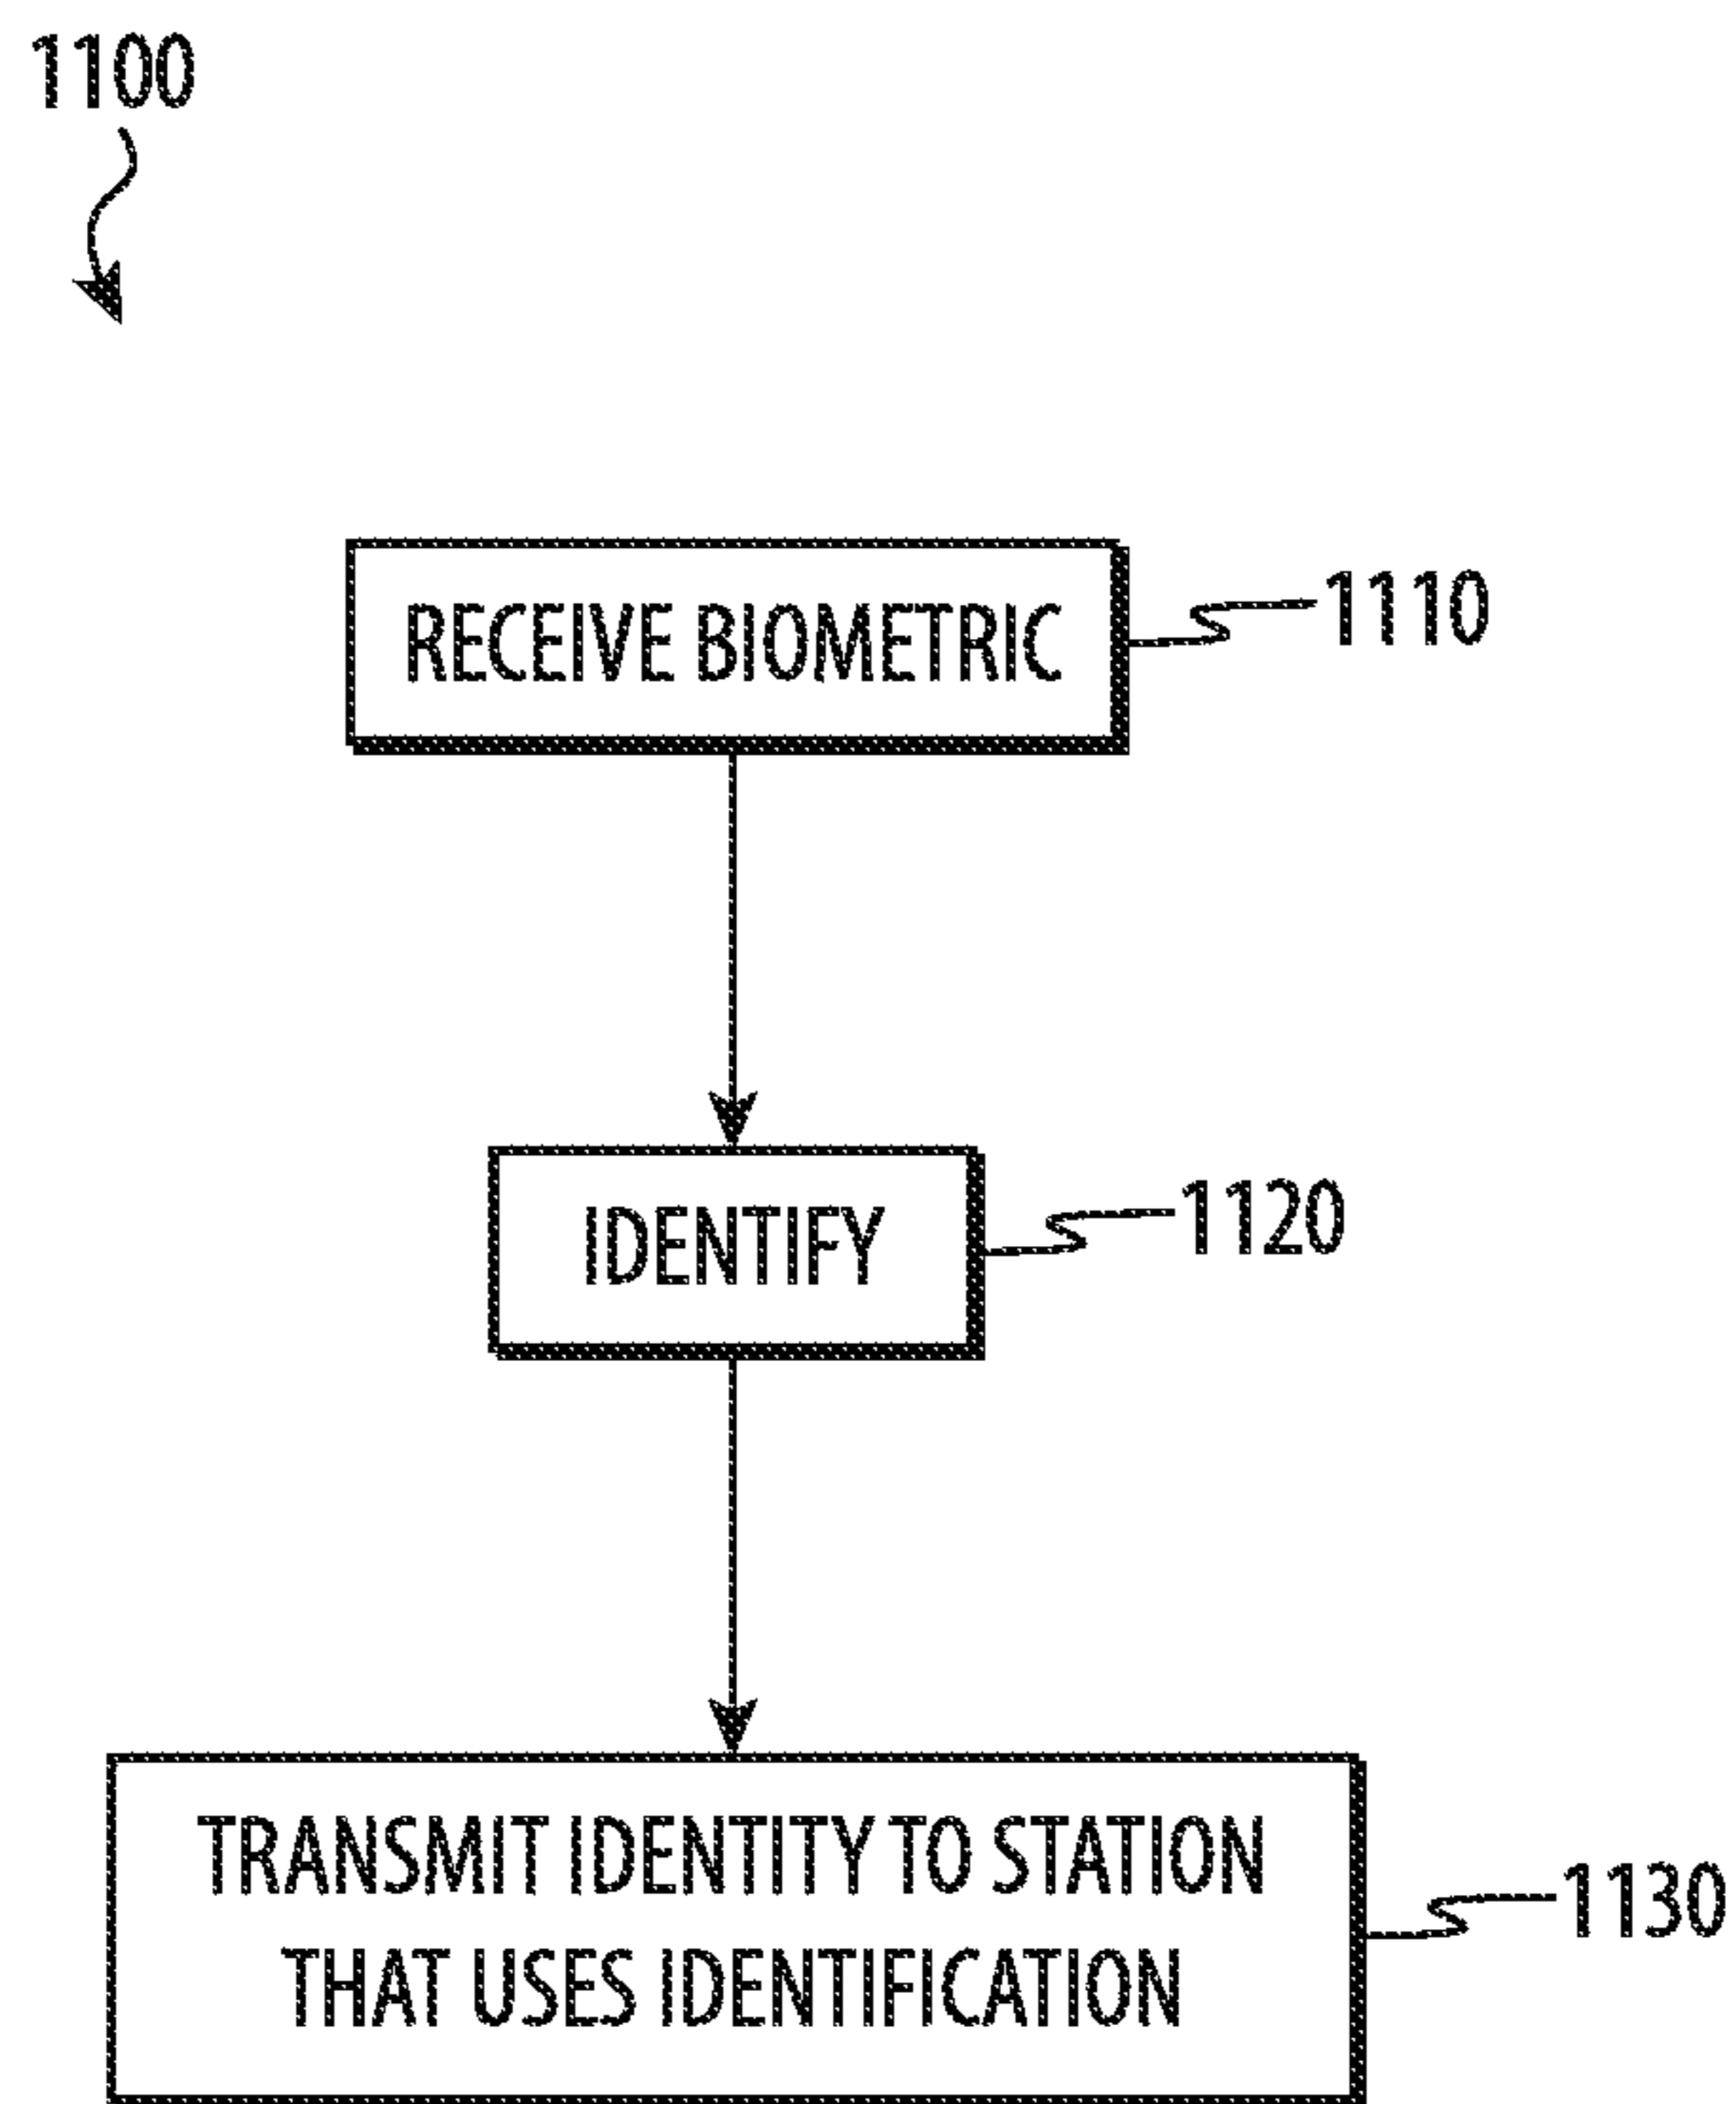 1100
RECEIVE BIOMETRIC
1110
IDENTIFY
1120
TRANSMIT IDENTITY TO STATION
THAT USES IDENTIFICATION
1130